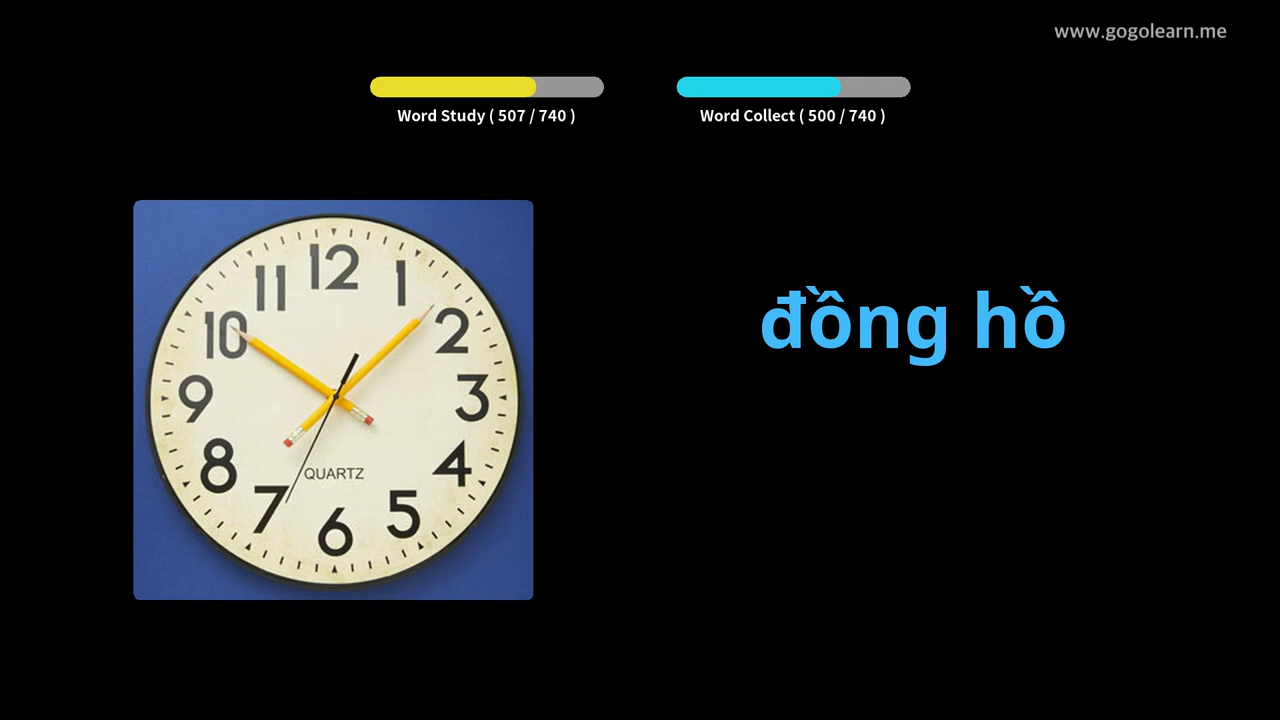 www.gogolearn.me
Word Study ( 507 / 740 )
Word Collect ( 500 / 740 )
12
11
1
10
2
9
3
8
4
QUARTZ
7
5
6
đồng hồ